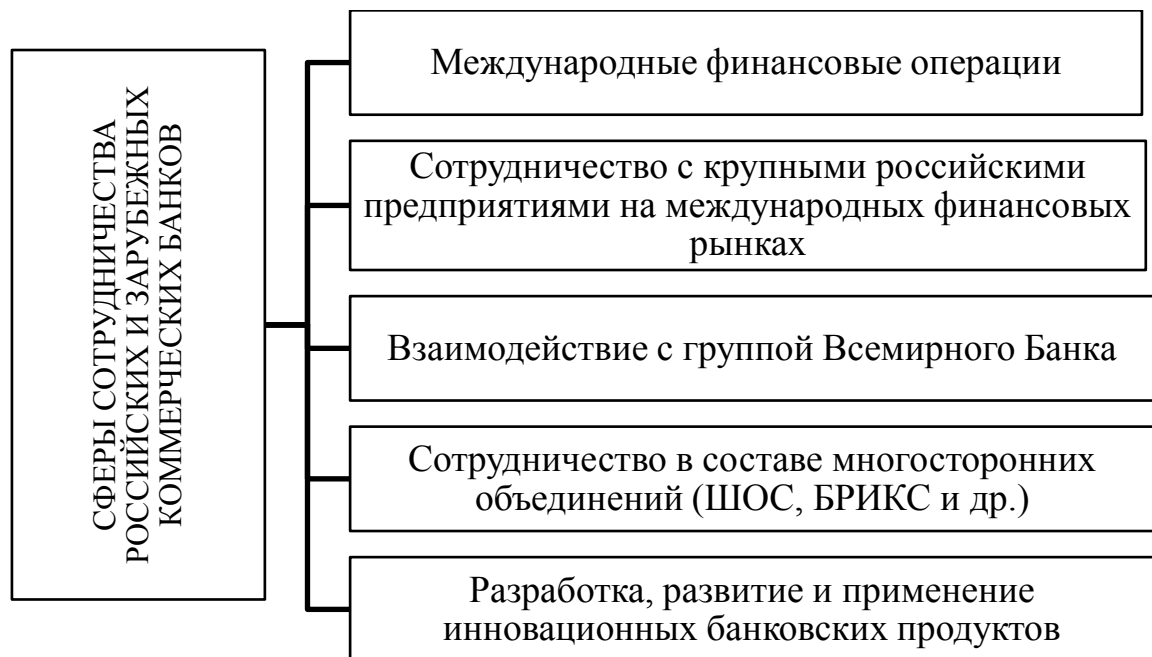 СФЕРЫ СОТРУДНИЧЕСТВА
РОССИЙСКИХ И ЗАРУБЕЖНЫХ
КОММЕРЧЕСКИХ БАНКОВ
Международные финансовые операции
Сотрудничество с крупными российскими
предприятиями на международных финансовых
рынках
Взаимодействие с группой Всемирного Банка
Сотрудничество в составе многосторонних
объединений (ШОС, БРИКС и др.)
Разработка, развитие и применение
инновационных банковских продуктов